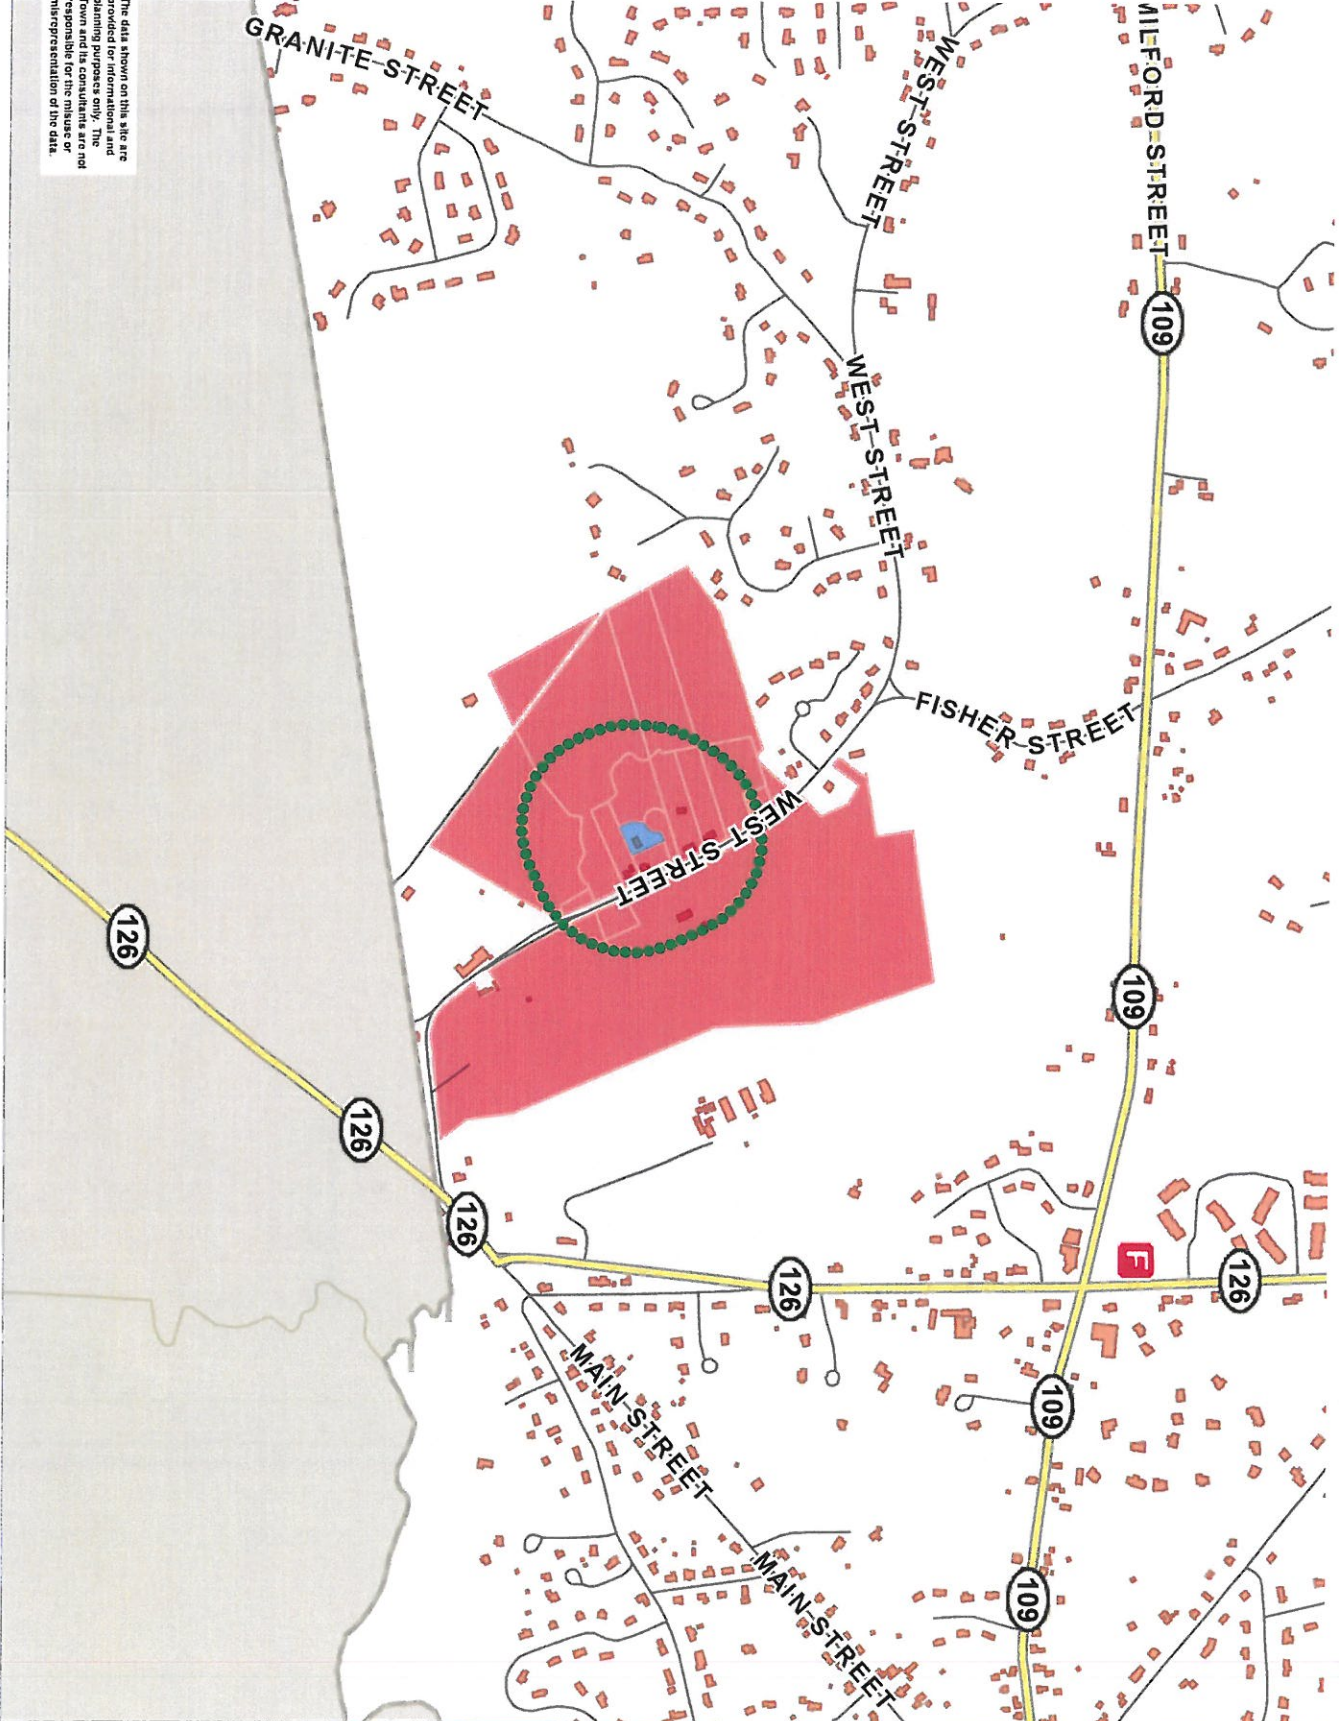 MILFORD STREET
109
109
109
109
WEST STREET
WEST STREET
WEST STREET
FISHER STREET
GRANITE STREET
F
126
126
126
126
126
MAIN STREET
MAIN STREET
The data shown on this site are
provided for informational and
planning purposes only. The
Town and its consultants are not
responsible for the misuse or
misrepresentation of the data.